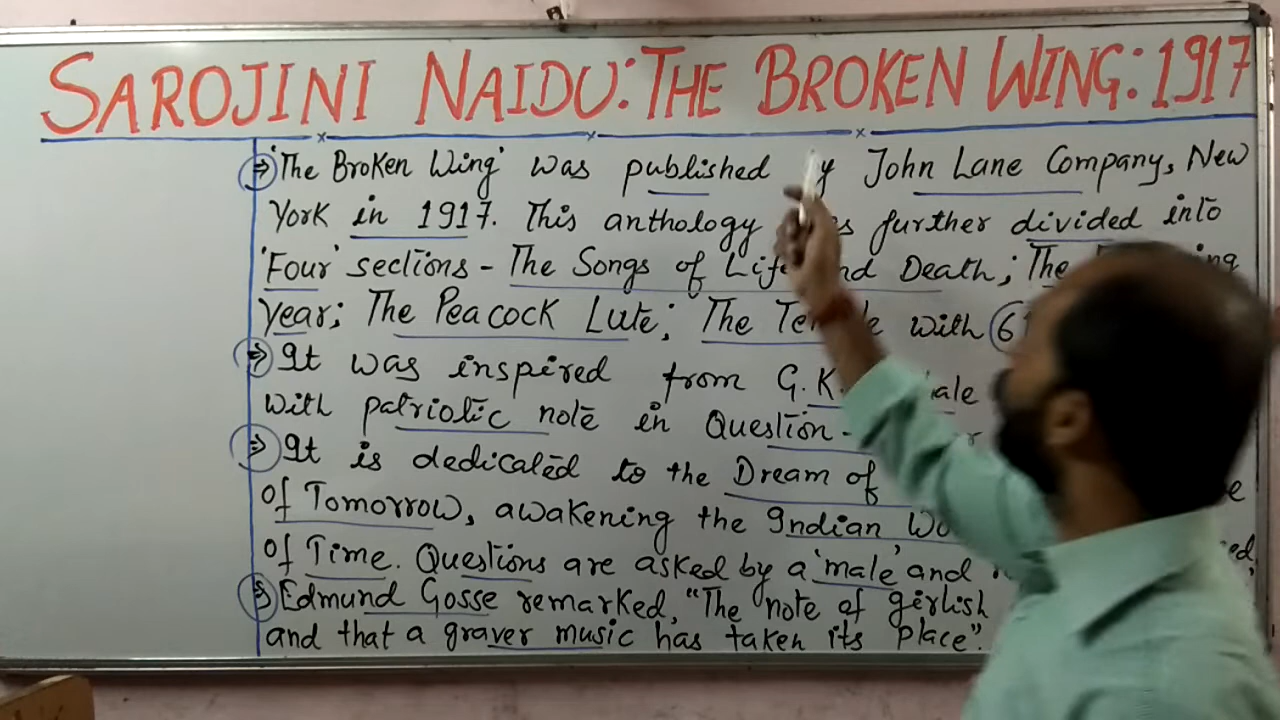 SAROJINI NAIDU: THE BROKEN WING: 1917
⇒ 'The Broken Wing' was published by John Lane Company, New
York in 1917. This anthology further divided into
'Four' sections - The Songs of Life and Death; The
year; The Peacock Lute; The Temple with
⇒ It was inspired from G.K.
with patriotic note in Question -
⇒ It is dedicated to the Dream of
of Tomorrow, awakening the Indian
of Time. Questions are asked by a 'male' and
⇒ Edmund Gosse remarked, "The note of girlish
and that a graver music has taken its place".